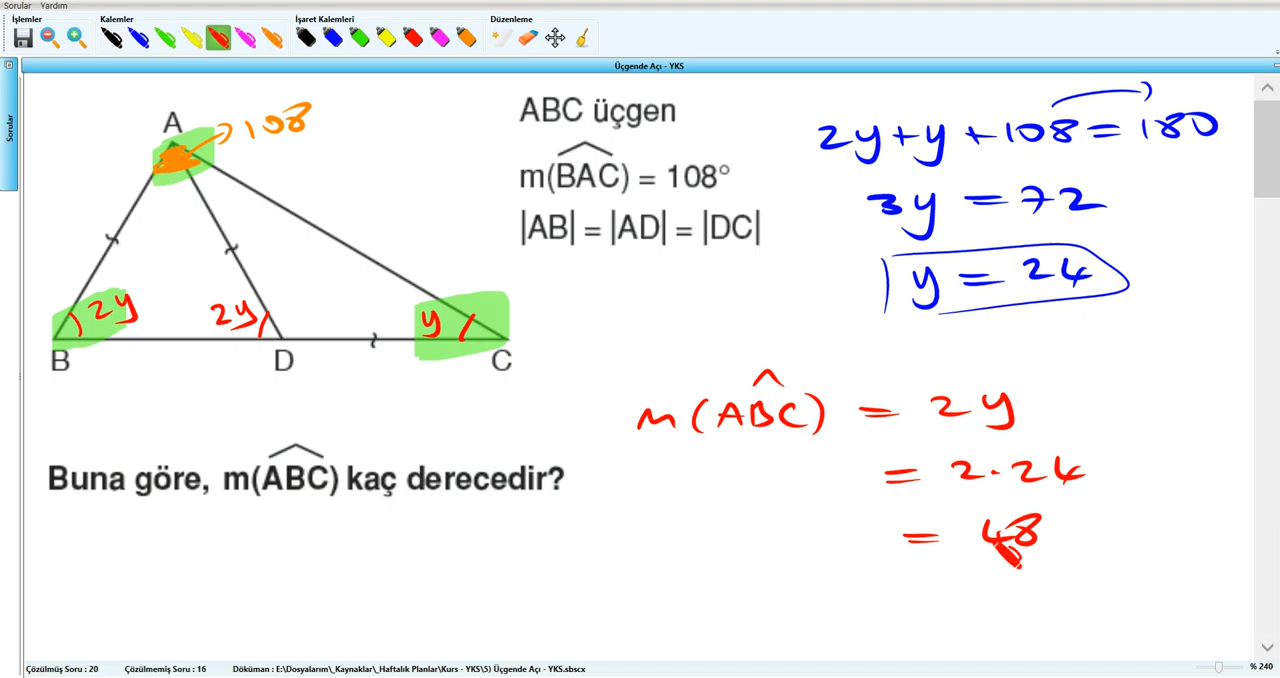 Sorular Yardım
İşlemler Kalemler İşaret Kalemleri Düzenleme
Üçgende Açı - YKS
Sorular
A
108
B
2y
2y
D
y
C
ABC üçgen
m(BAC) = 108°
|AB| = |AD| = |DC|
2y+y+108=180
3y = 72
y = 24
Buna göre, m(ABC) kaç derecedir?
m(ABC) = 2y
= 2·24
= 48
Çözülmüş Soru : 20 Çözülmemiş Soru : 16 Döküman : E:\Dosyalarım\_Kaynaklar\_Haftalık Planlar\Kurs - YKS\5) Üçgende Açı - YKS.sbscx % 240